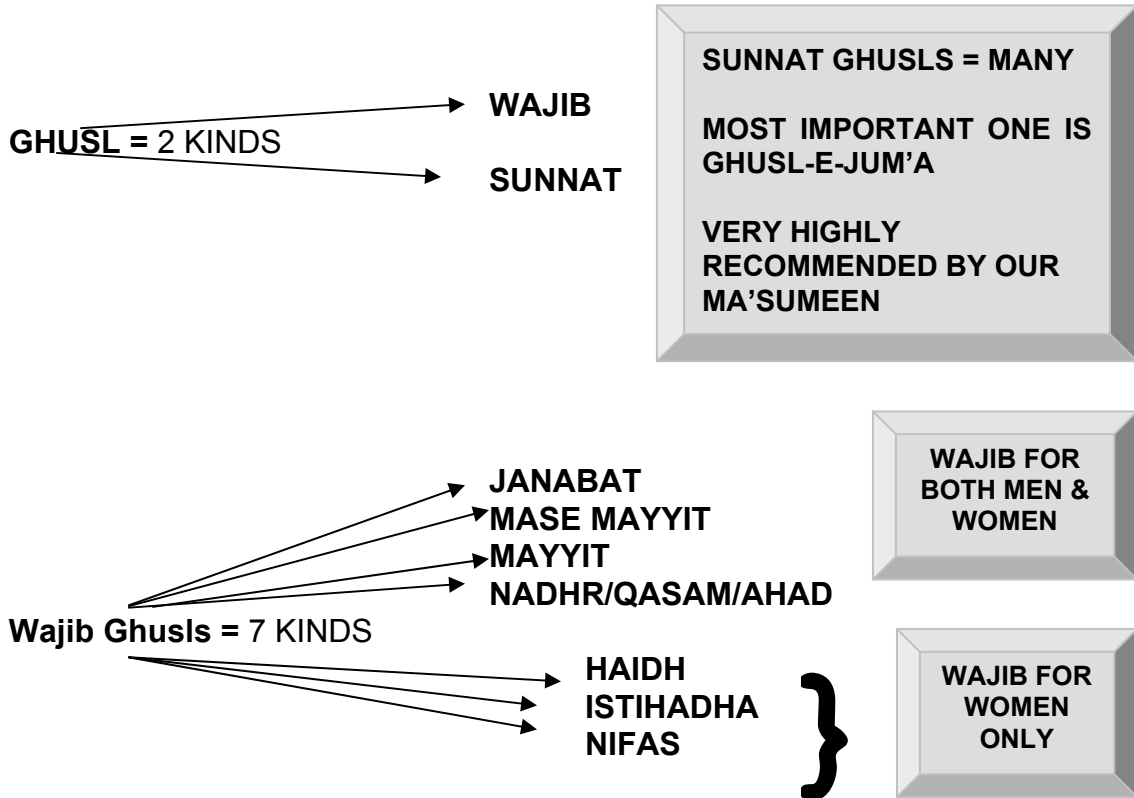 GHUSL = 2 KINDS
WAJIB
SUNNAT
SUNNAT GHUSLS = MANY
MOST IMPORTANT ONE IS
GHUSL-E-JUM’A
VERY HIGHLY
RECOMMENDED BY OUR
MA’SUMEEN
Wajib Ghusls = 7 KINDS
JANABAT
MASE MAYYIT
MAYYIT
NADHR/QASAM/AHAD
WAJIB FOR
BOTH MEN &
WOMEN
HAIDH
ISTIHADHA
NIFAS
}
WAJIB FOR
WOMEN
ONLY